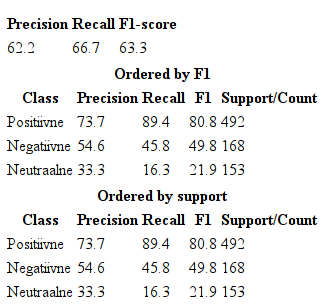 Precision Recall F1-score
62.2 66.7 63.3
Ordered by F1
Class Precision Recall F1 Support/Count
Positiivne 73.7 89.4 80.8 492
Negatiivne 54.6 45.8 49.8 168
Neutraalne 33.3 16.3 21.9 153
Ordered by support
Class Precision Recall F1 Support/Count
Positiivne 73.7 89.4 80.8 492
Negatiivne 54.6 45.8 49.8 168
Neutraalne 33.3 16.3 21.9 153